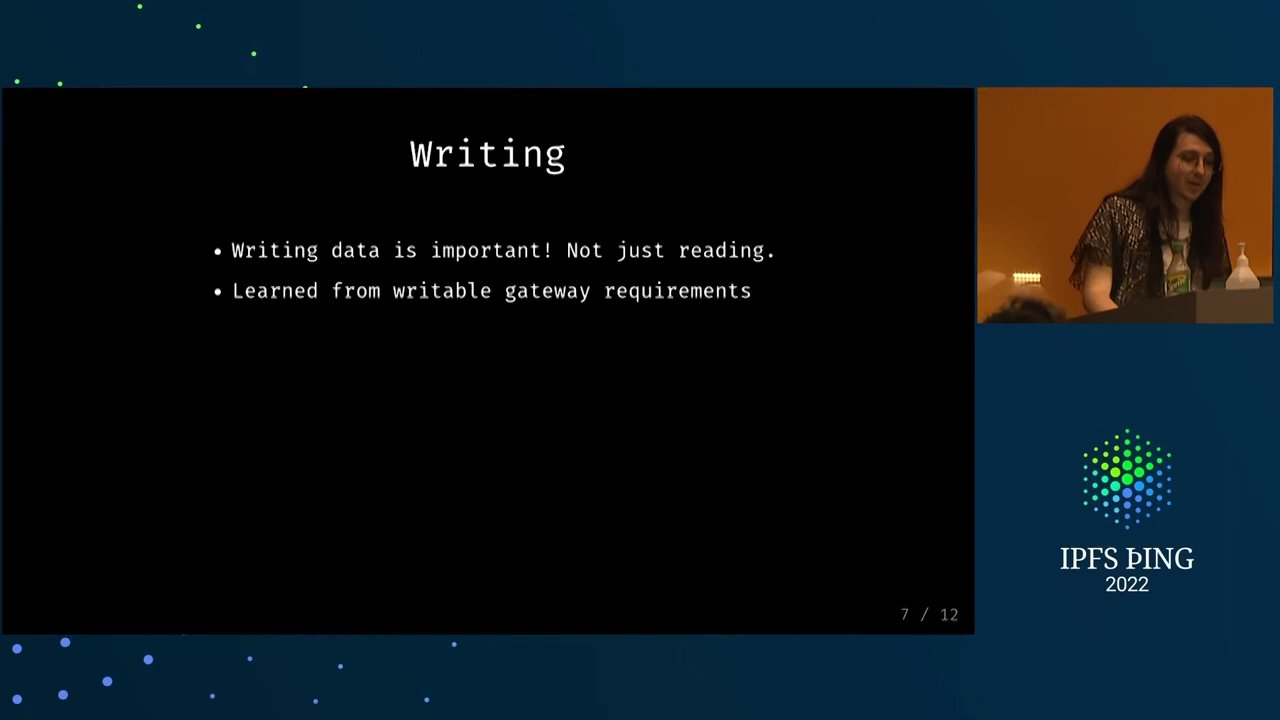 Writing
• Writing data is important! Not just reading.
• Learned from writable gateway requirements
7 / 12
IPFS ÞING
2022